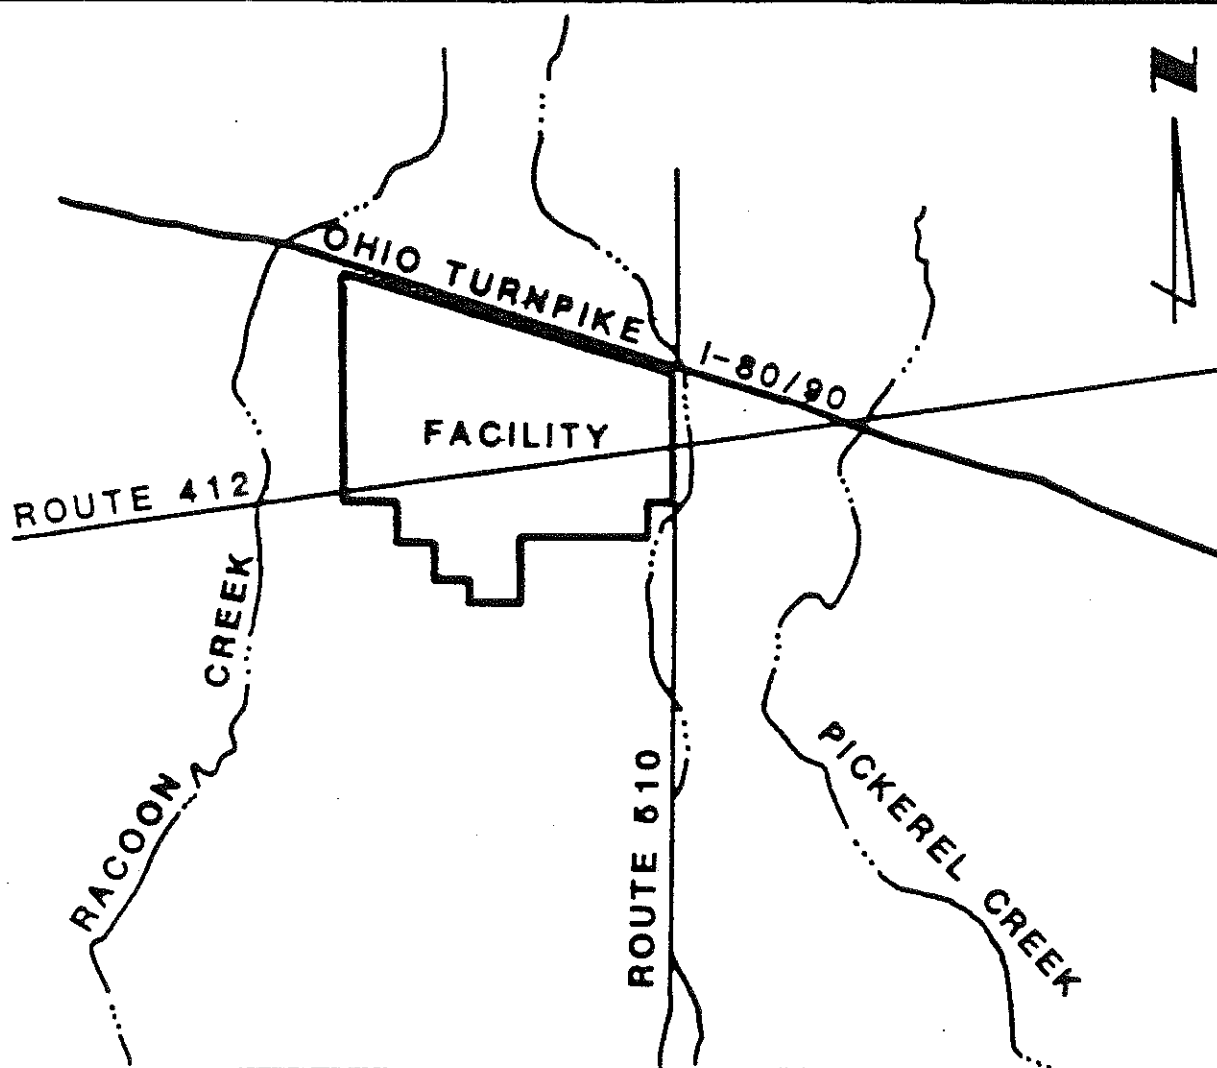 N
OHIO TURNPIKE
I-80/90
FACILITY
ROUTE 412
RACOON CREEK
ROUTE 510
PICKEREL CREEK